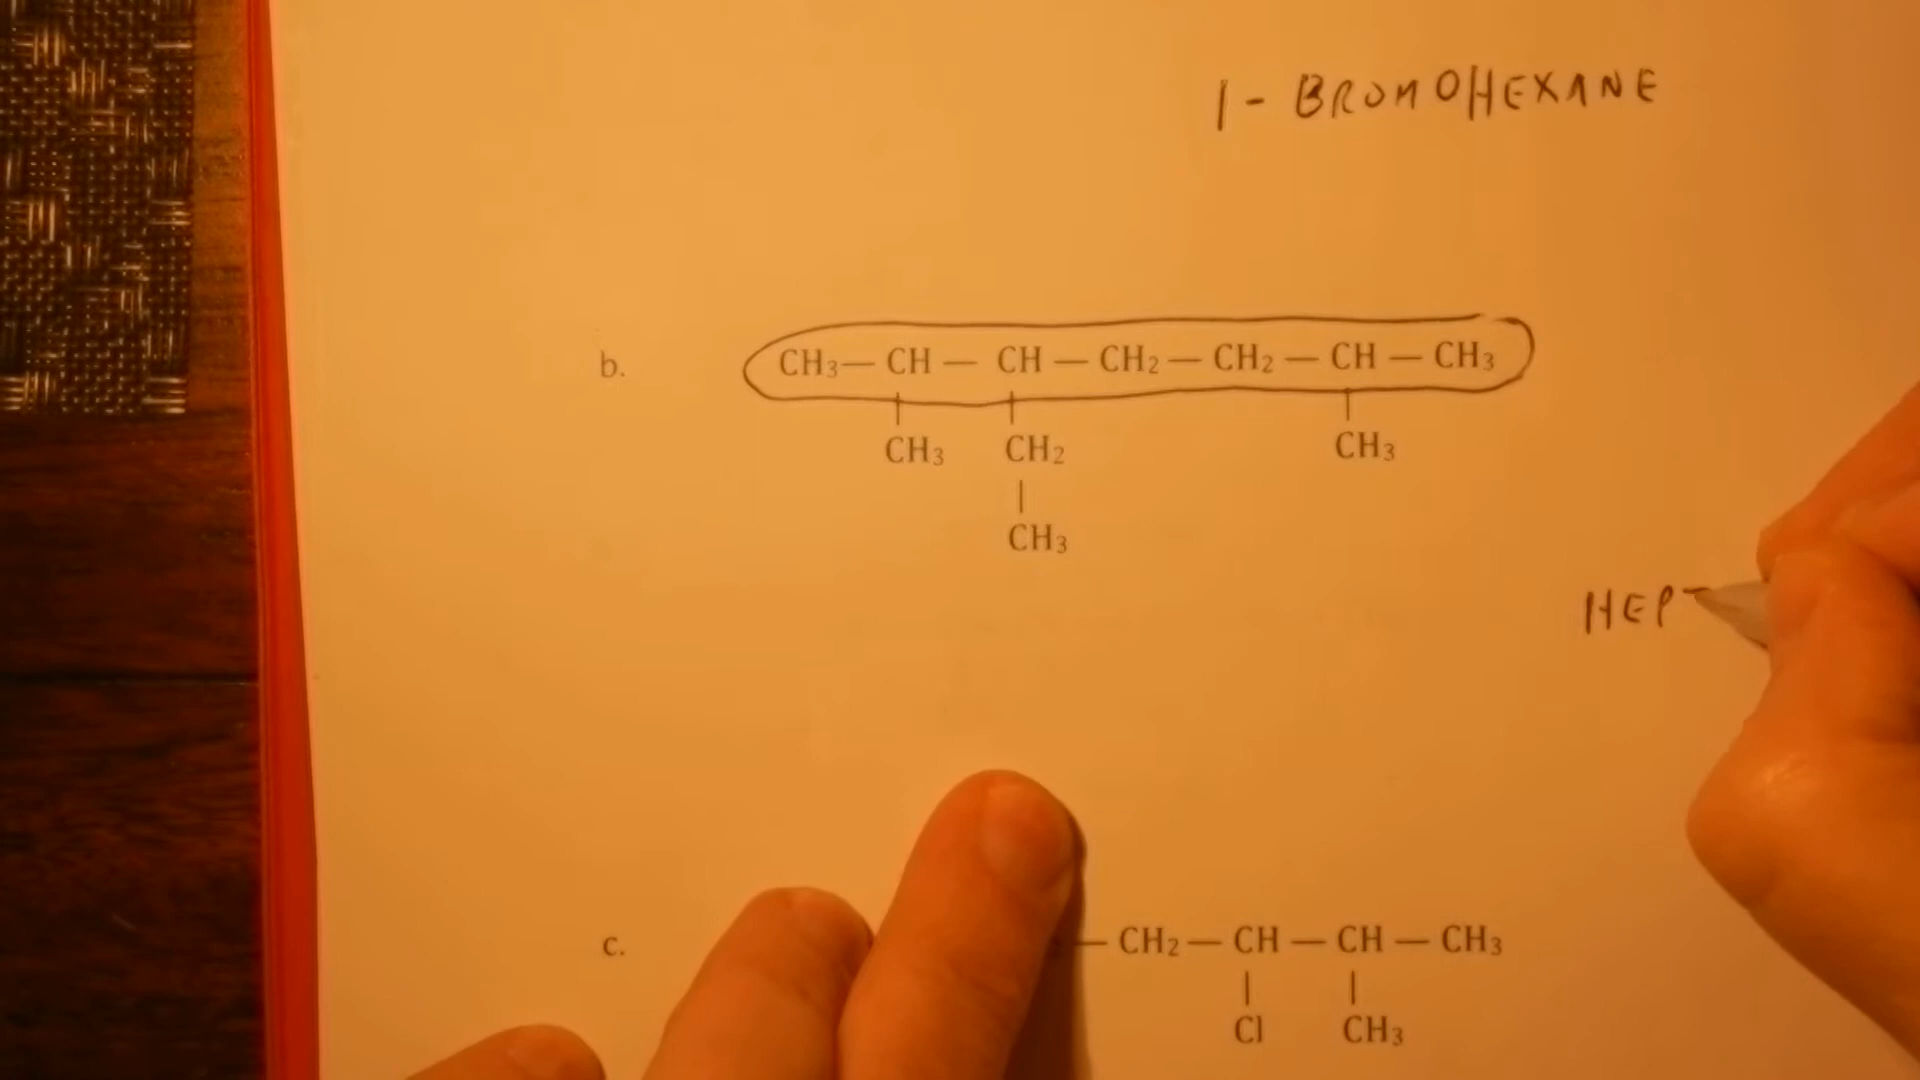 1 - BROMOHEXANE
b. CH3— CH — CH — CH2 — CH2 — CH — CH3
| | |
CH3 CH2 CH3
|
CH3
HEPT
c. — CH2 — CH — CH — CH3
| |
Cl CH3